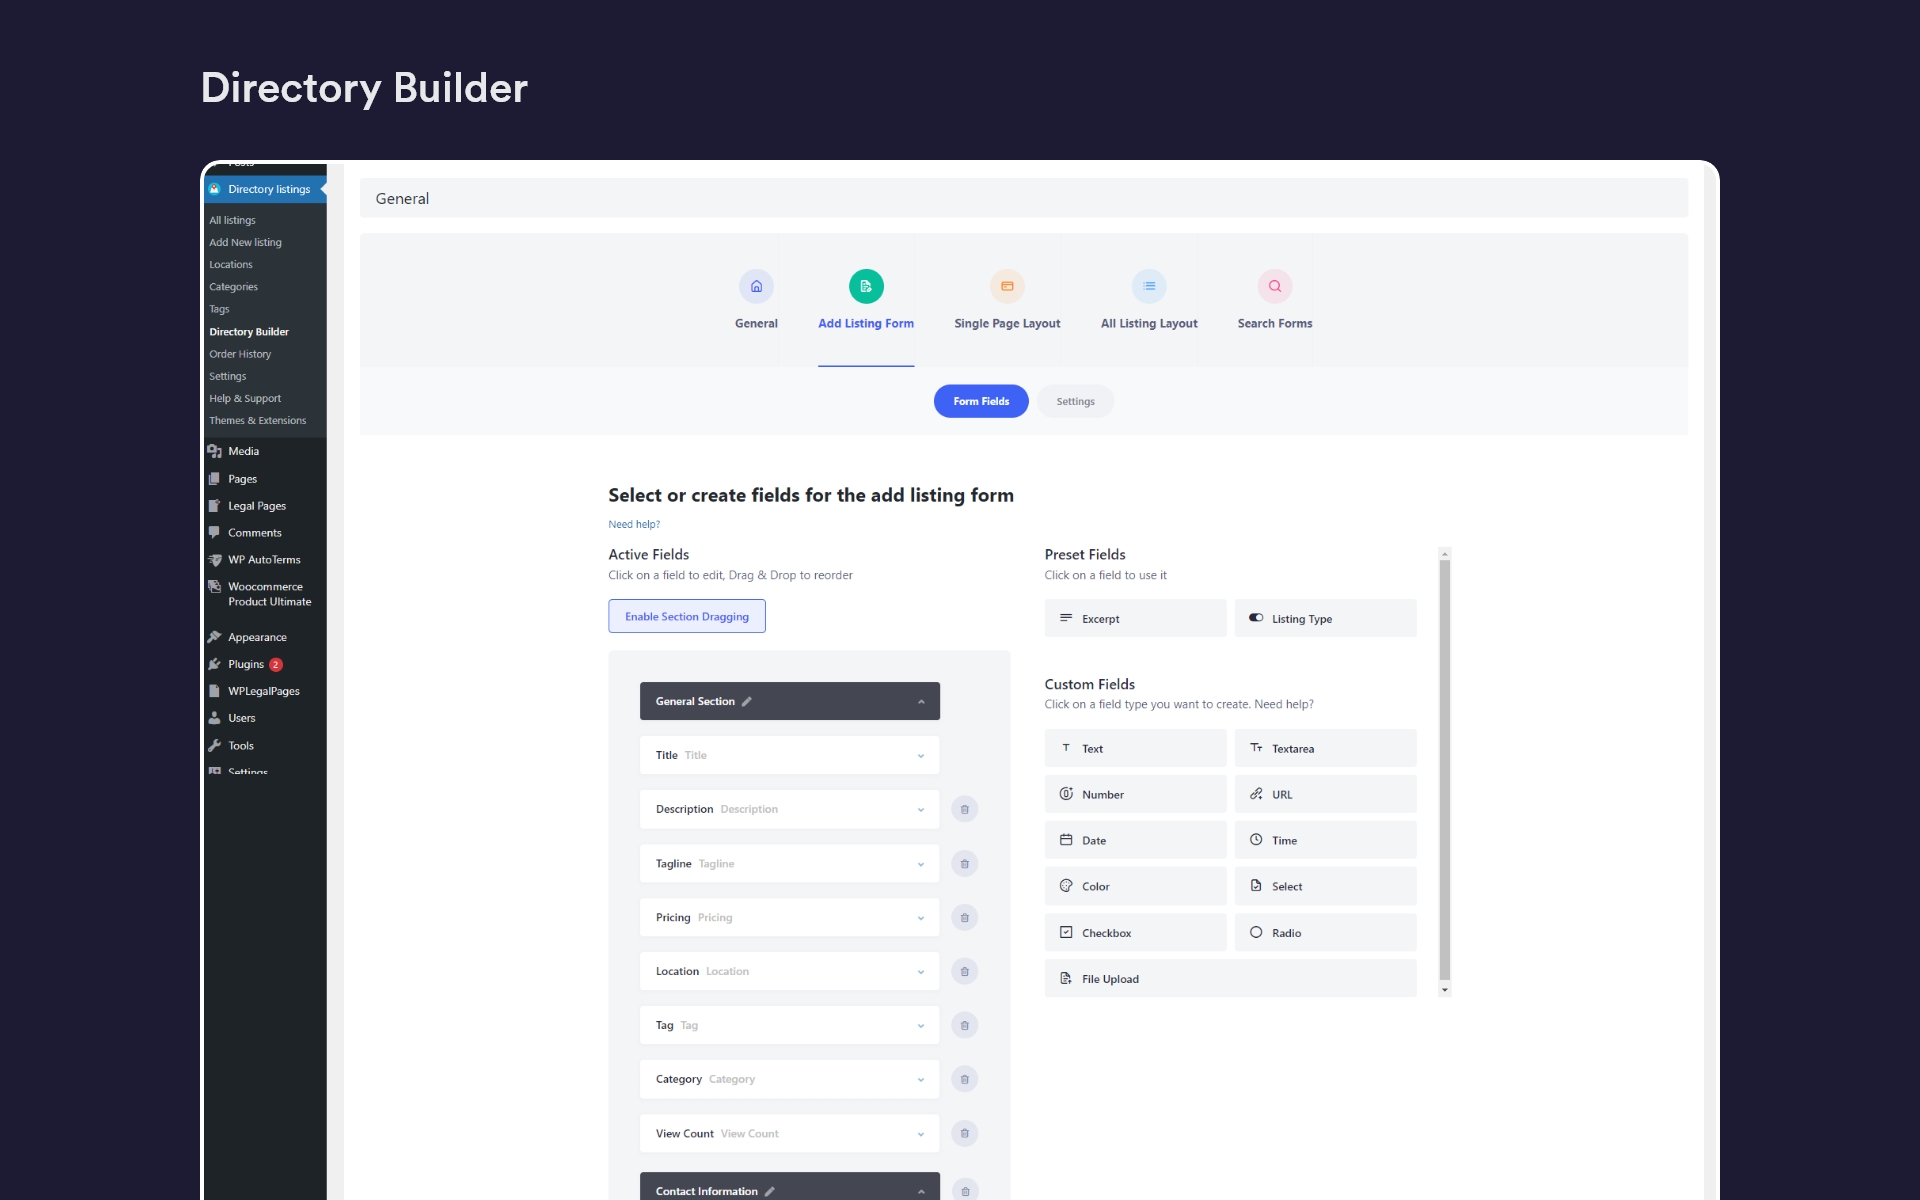 Directory Builder
Posts
Directory listings
All listings
Add New listing
Locations
Categories
Tags
Directory Builder
Order History
Settings
Help & Support
Themes & Extensions
Media
Pages
Legal Pages
Comments
WP AutoTerms
Woocommerce
Product Ultimate
Appearance
Plugins 2
WPLegalPages
Users
Tools
Settings
General
General
Add Listing Form
Single Page Layout
All Listing Layout
Search Forms
Form Fields
Settings
Select or create fields for the add listing form
Need help?
Active Fields
Click on a field to edit, Drag & Drop to reorder
Enable Section Dragging
General Section
Title Title
Description Description
Tagline Tagline
Pricing Pricing
Location Location
Tag Tag
Category Category
View Count View Count
Contact Information
Preset Fields
Click on a field to use it
Excerpt
Listing Type
Custom Fields
Click on a field type you want to create. Need help?
Text
Textarea
Number
URL
Date
Time
Color
Select
Checkbox
Radio
File Upload